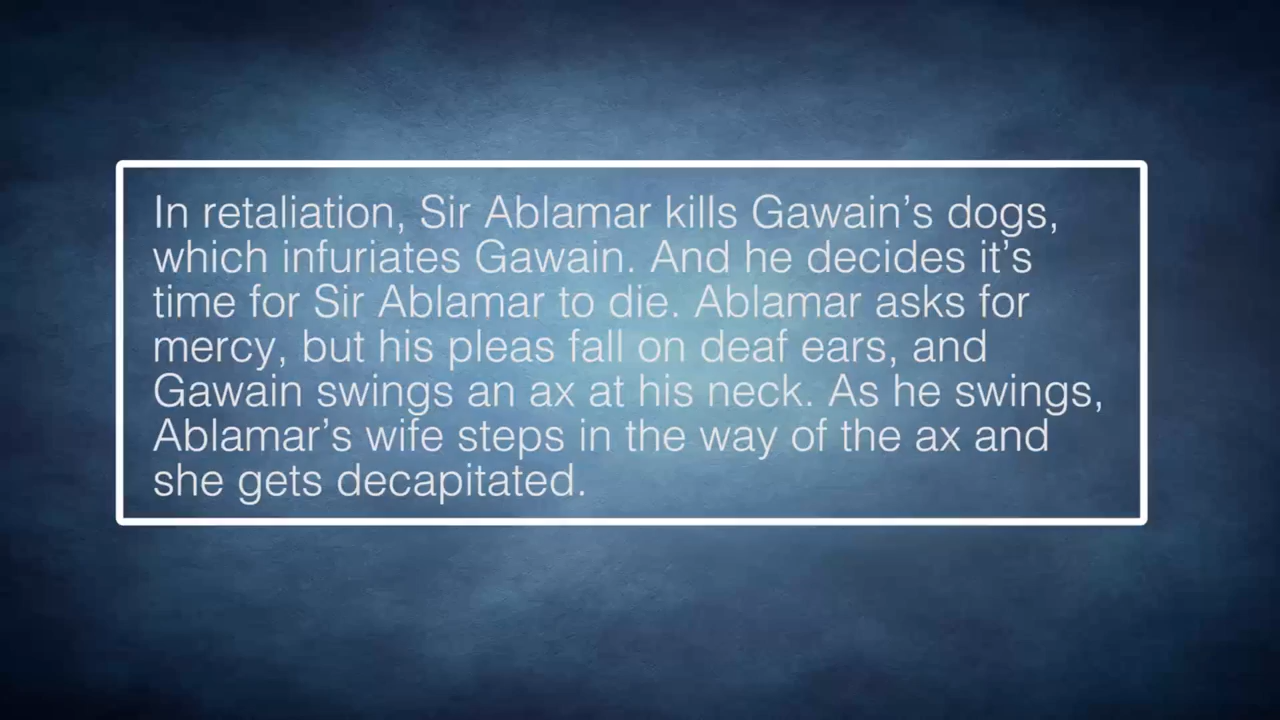 In retaliation, Sir Ablamar kills Gawain’s dogs,
which infuriates Gawain. And he decides it’s
time for Sir Ablamar to die. Ablamar asks for
mercy, but his pleas fall on deaf ears, and
Gawain swings an ax at his neck. As he swings,
Ablamar’s wife steps in the way of the ax and
she gets decapitated.